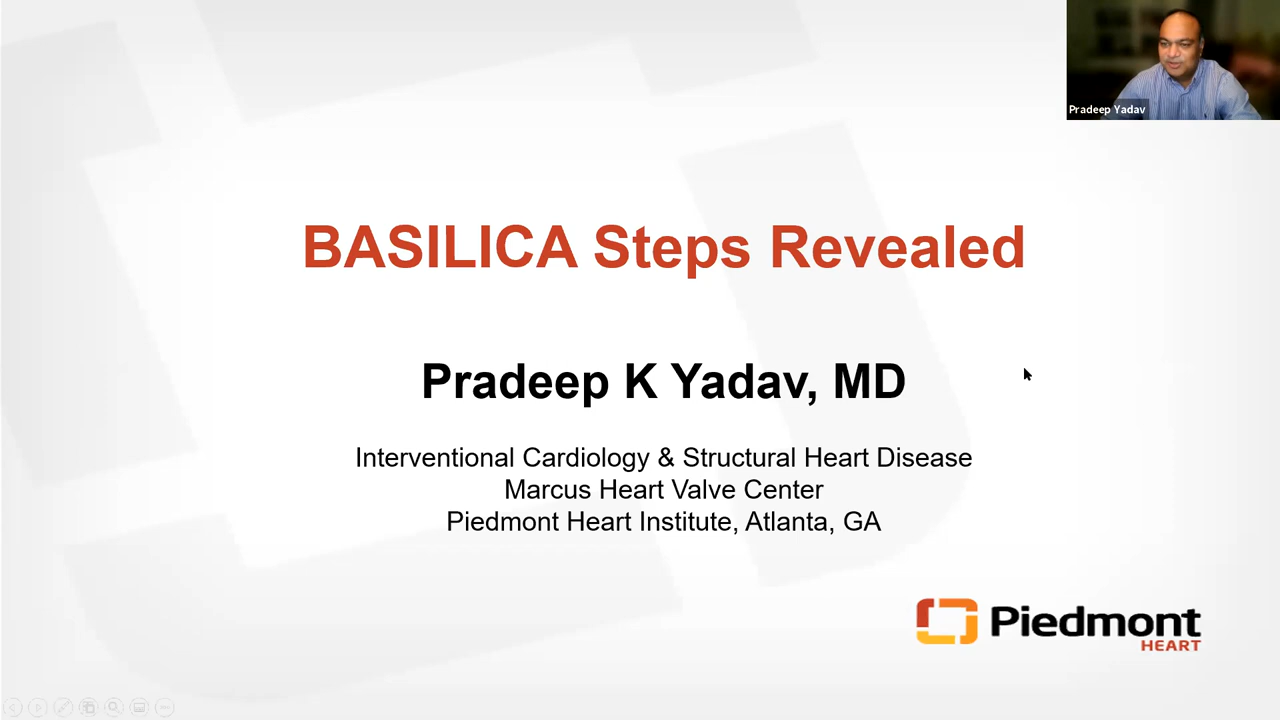 Pradeep Yadav
BASILICA Steps Revealed
Pradeep K Yadav, MD
Interventional Cardiology & Structural Heart Disease
Marcus Heart Valve Center
Piedmont Heart Institute, Atlanta, GA
Piedmont
HEART